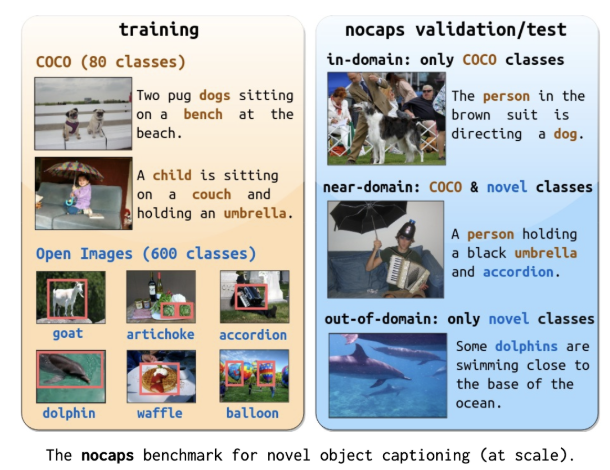 training
COCO (80 classes)
Two pug dogs sitting
on a bench at the
beach.
A child is sitting
on a couch and
holding an umbrella.
Open Images (600 classes)
goat
artichoke
accordion
dolphin
waffle
balloon
nocaps validation/test
in-domain: only COCO classes
The person in the
brown suit is
directing a dog.
near-domain: COCO & novel classes
A person holding
a black umbrella
and accordion.
out-of-domain: only novel classes
Some dolphins are
swimming close to
the base of the
ocean.
The nocaps benchmark for novel object captioning (at scale).